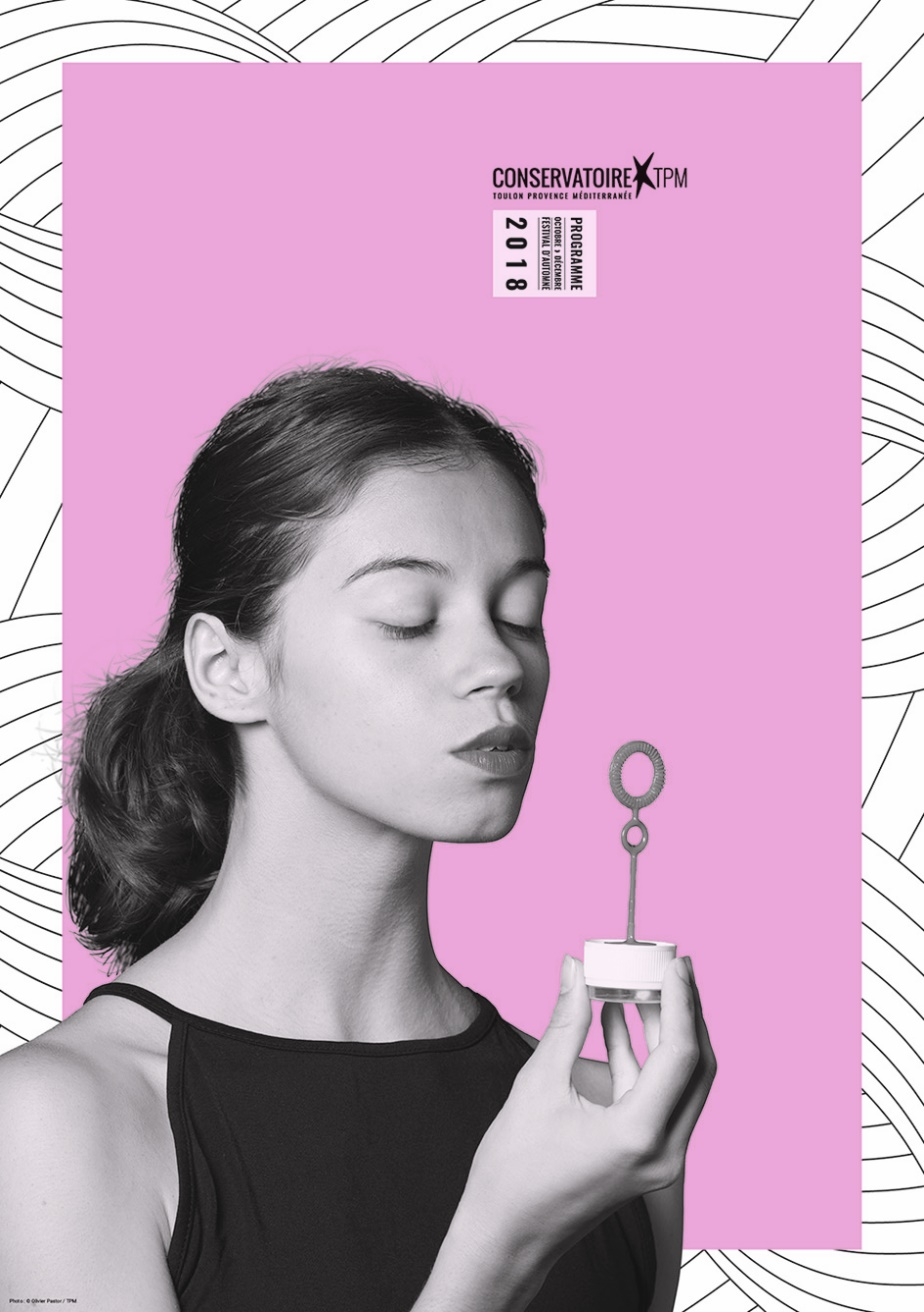 CONSERVATOIRE TPM
TOULON PROVENCE MÉDITERRANÉE
PROGRAMME
OCTOBRE > DÉCEMBRE
FESTIVAL D'AUTOMNE
2018
Photo : © Olivier Pastor / TPM